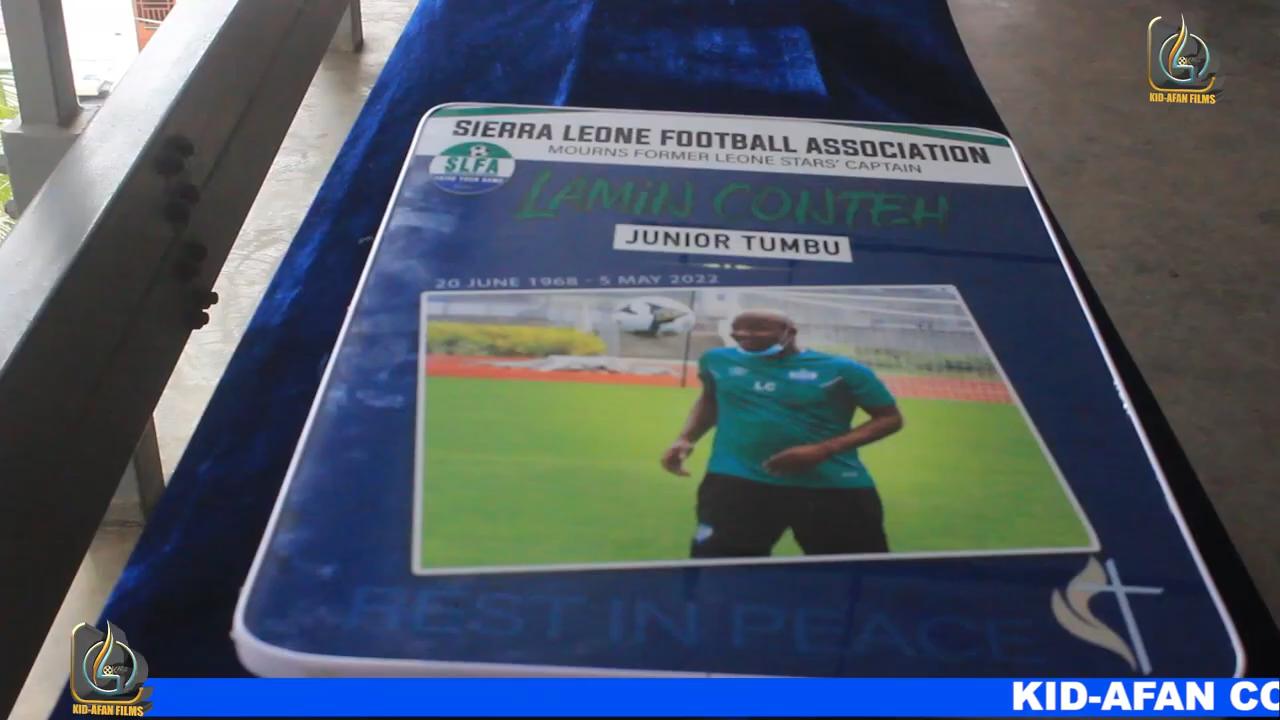 KID-AFAN FILMS
SIERRA LEONE FOOTBALL ASSOCIATION
MOURNS FORMER LEONE STARS' CAPTAIN
SLFA
LAMIN CONTEH
JUNIOR TUMBU
20 JUNE 1968 - 5 MAY 2022
LC
REST IN PEACE
KID-AFAN FILMS
KID-AFAN CO